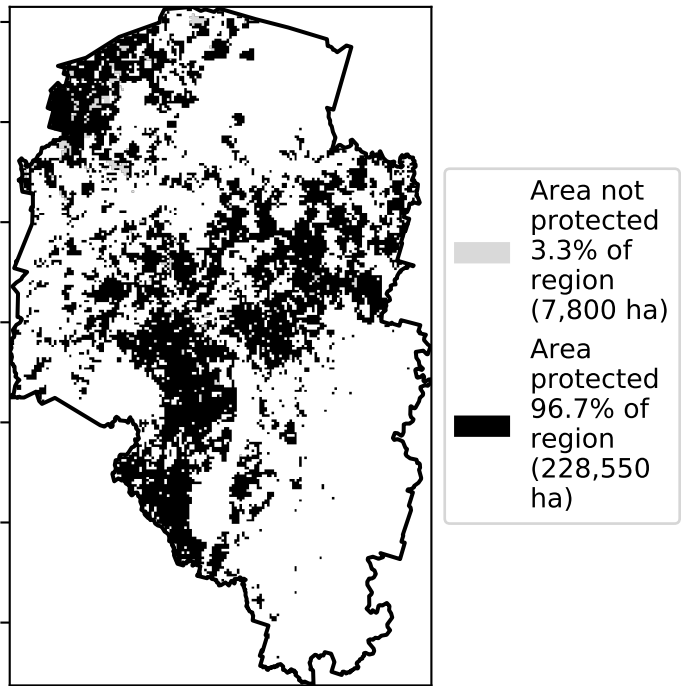 Area not
protected
3.3% of
region
(7,800 ha)
Area
protected
96.7% of
region
(228,550
ha)